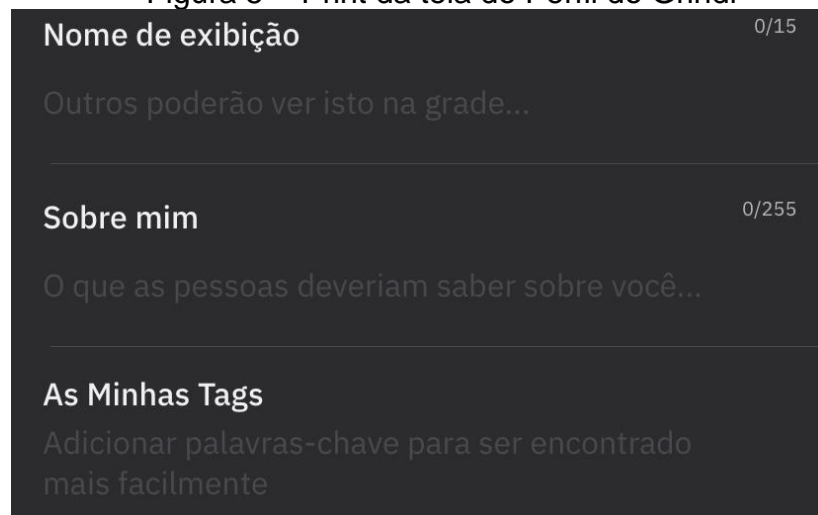 Nome de exibição
0/15
Outros poderão ver isto na grade...
Sobre mim
0/255
O que as pessoas deveriam saber sobre você...
As Minhas Tags
Adicionar palavras-chave para ser encontrado
mais facilmente